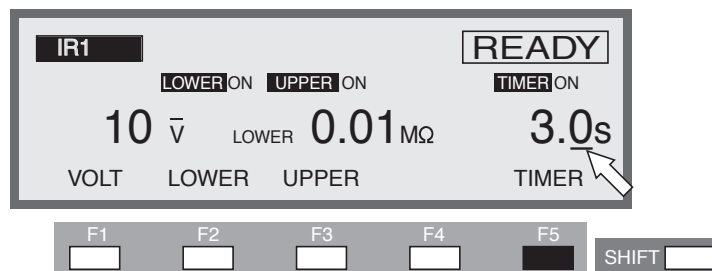 IR1 READY
LOWER ON UPPER ON TIMER ON
10 V LOWER 0.01 MΩ 3.0s
VOLT LOWER UPPER TIMER
F1 F2 F3 F4 F5
SHIFT